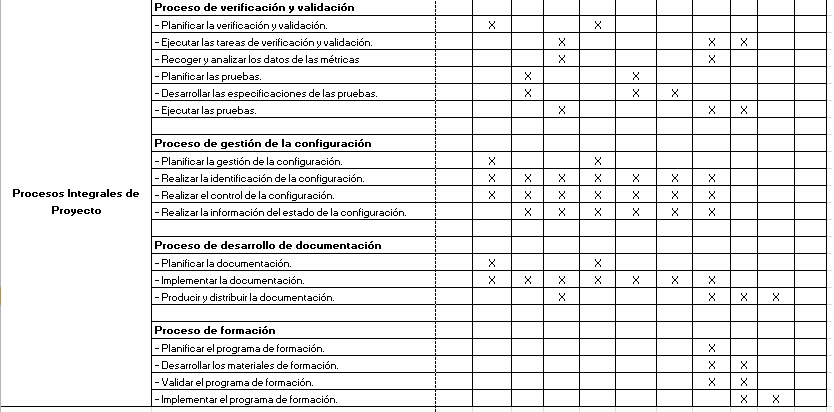 Proceso de verificación y validación
- Planificar la verificación y validación. X X
- Ejecutar las tareas de verificación y validación. X X X
- Recoger y analizar los datos de las métricas X X
- Planificar las pruebas. X X
- Desarrollar las especificaciones de las pruebas. X X X
- Ejecutar las pruebas. X X X
Proceso de gestión de la configuración
- Planificar la gestión de la configuración. X X
- Realizar la identificación de la configuración. X X X X X X X
Procesos Integrales de
- Realizar el control de la configuración. X X X X X X X
Proyecto
- Realizar la información del estado de la configuración. X X X X X X
Proceso de desarrollo de documentación
- Planificar la documentación. X X
- Implementar la documentación. X X X X X X X
- Producir y distribuir la documentación. X X X X
Proceso de formación
- Planificar el programa de formación. X
- Desarrollar los materiales de formación. X X
- Validar el programa de formación. X X
- Implementar el programa de formación. X X